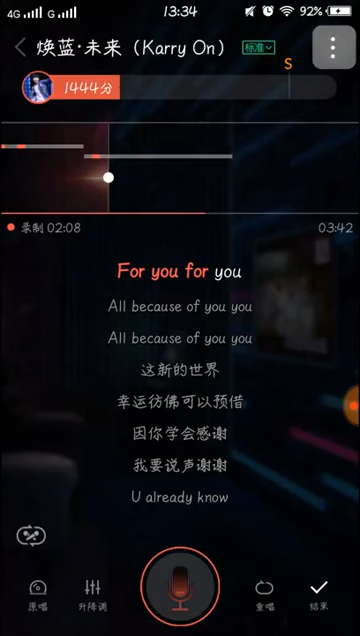 4G G 13:34 92%
焕蓝·未来（Karry On） 标准
S
1444分
录制 02:08 03:42
For you for you
All because of you you
All because of you you
这新的世界
幸运彷佛可以预借
因你学会感谢
我要说声谢谢
U already know
原唱 升降调 重唱 结束